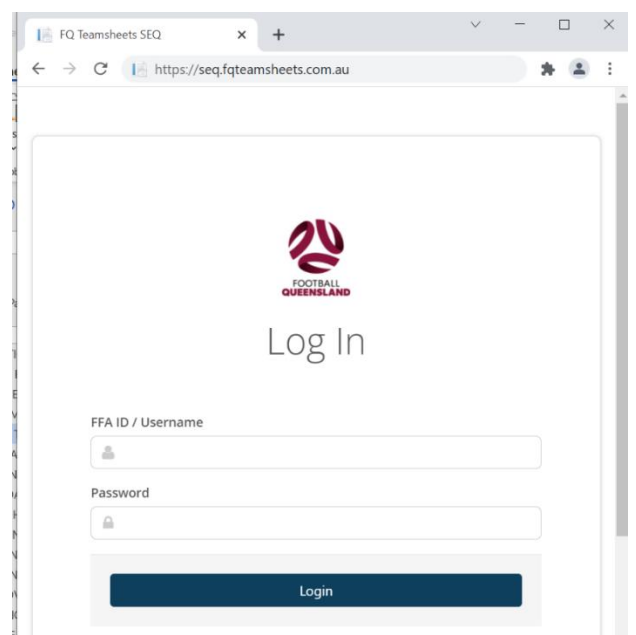 FQ Teamsheets SEQ
https://seq.fqteamsheets.com.au
FOOTBALL
QUEENSLAND
Log In
FFA ID / Username
Password
Login